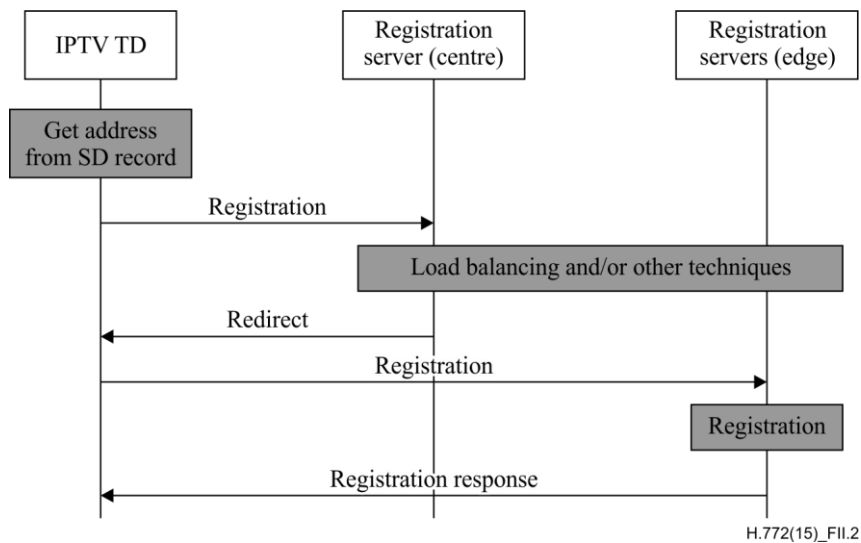 IPTV TD
Registration
server (centre)
Registration
servers (edge)
Get address
from SD record
Registration
Load balancing and/or other techniques
Redirect
Registration
Registration
Registration response
H.772(15)_FII.2